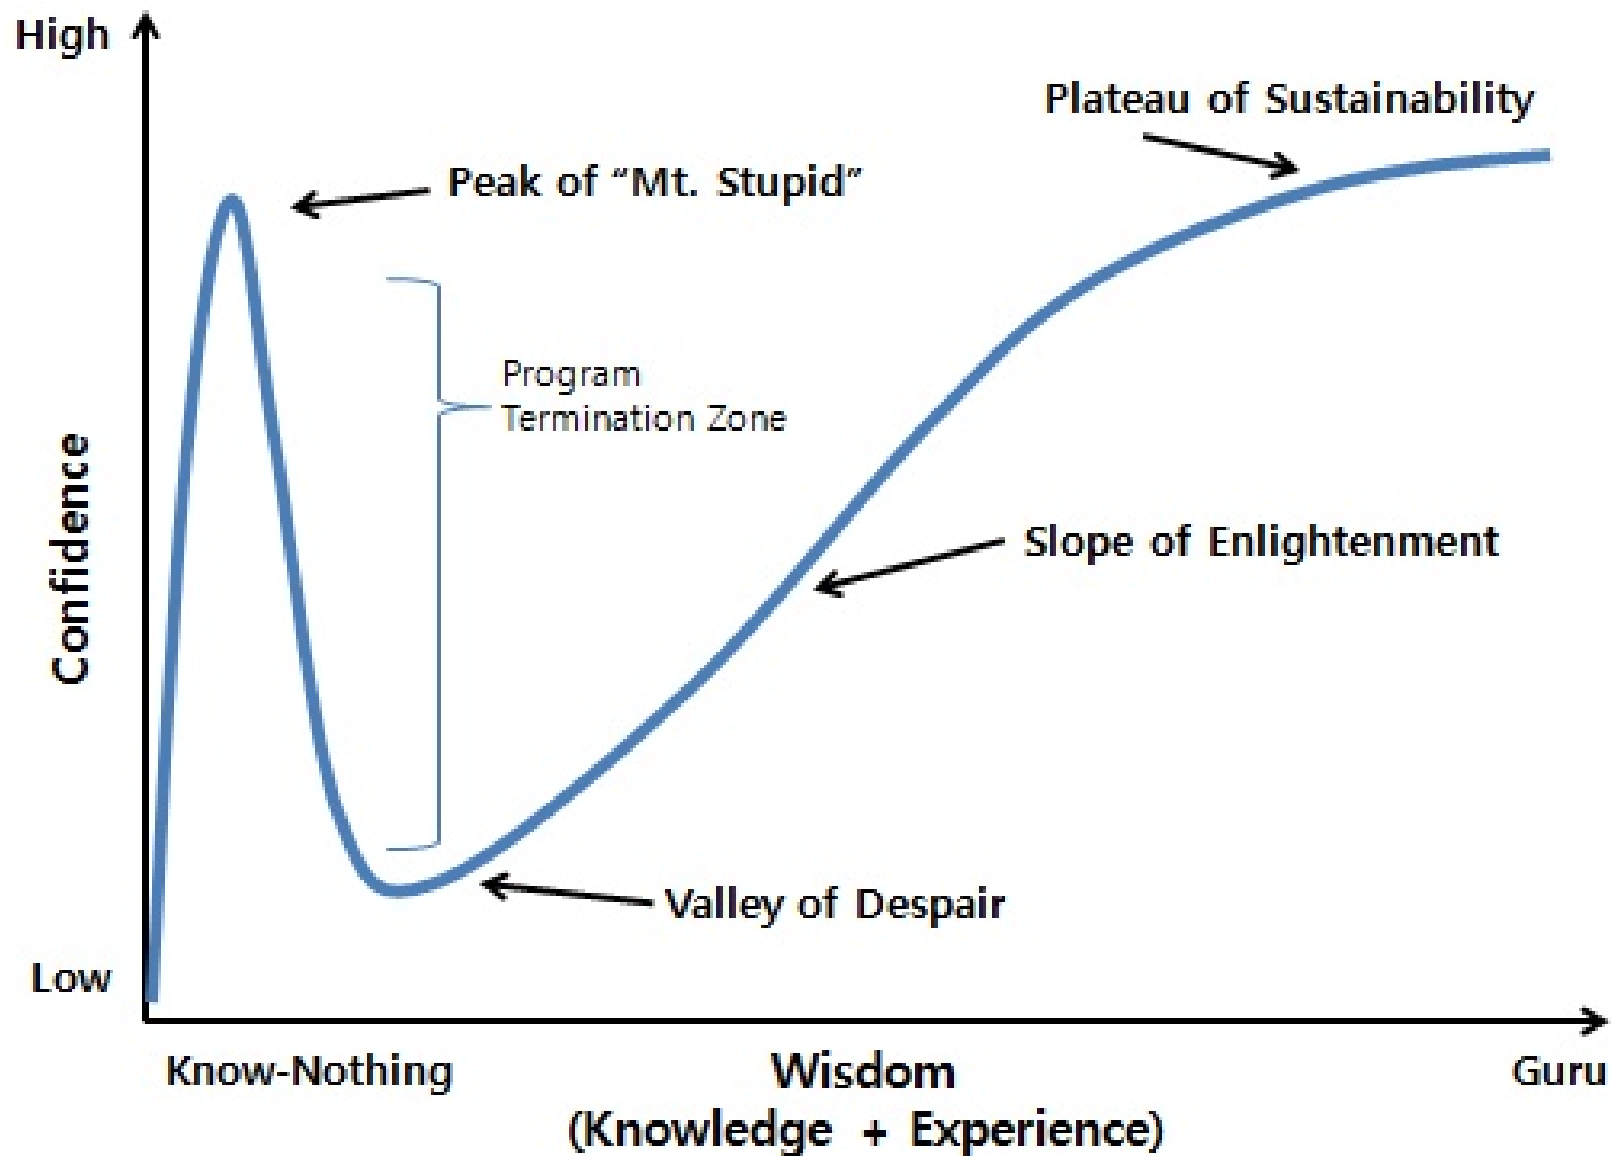 High
Plateau of Sustainability
Peak of “Mt. Stupid”
Program
Termination Zone
Confidence
Slope of Enlightenment
Valley of Despair
Low
Know-Nothing
Wisdom
Guru
(Knowledge + Experience)